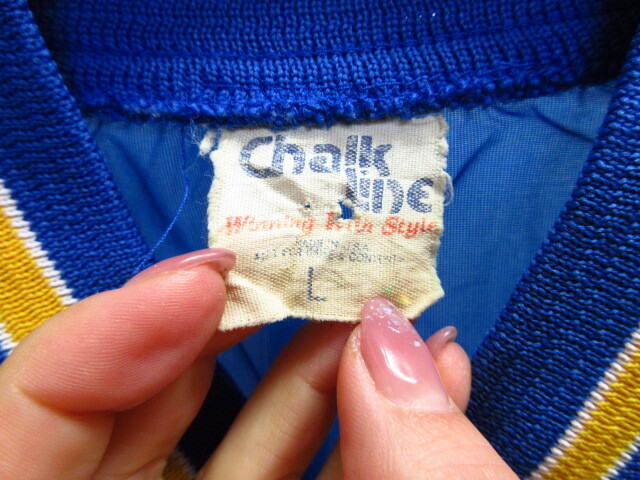 Chalk
LINE
Winning With Style
MADE IN U.S.A.
L